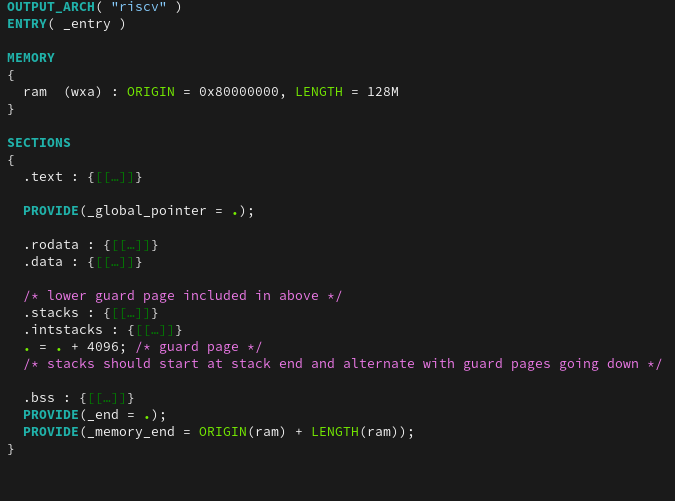 OUTPUT_ARCH( "riscv" )
ENTRY( _entry )
MEMORY
{
ram (wxa) : ORIGIN = 0x80000000, LENGTH = 128M
}
SECTIONS
{
.text : {[[…]]}
PROVIDE(_global_pointer = .);
.rodata : {[[…]]}
.data : {[[…]]}
/* lower guard page included in above */
.stacks : {[[…]]}
.intstacks : {[[…]]}
. = . + 4096; /* guard page */
/* stacks should start at stack end and alternate with guard pages going down */
.bss : {[[…]]}
PROVIDE(_end = .);
PROVIDE(_memory_end = ORIGIN(ram) + LENGTH(ram));
}